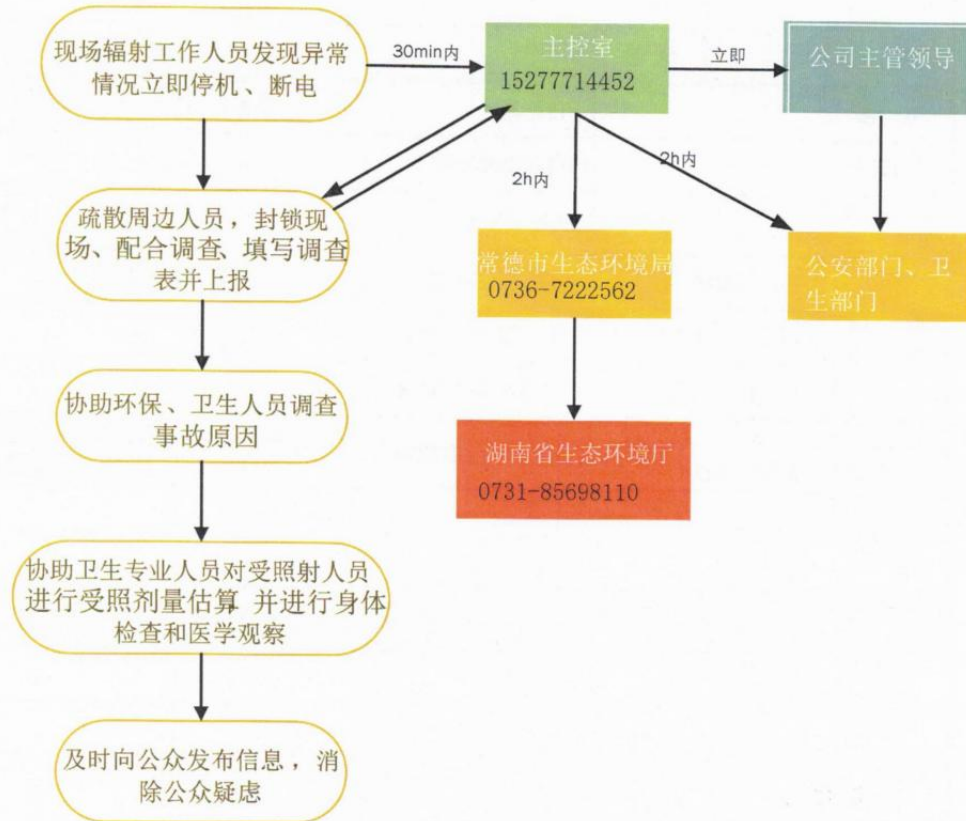 现场辐射工作人员发现异常
情况立即停机、断电
30min内
主控室
15277714452
立即
公司主管领导
2h内
2h内
疏散周边人员，封锁现
场、配合调查、填写调查
表并上报
常德市生态环境局
0736-7222562
公安部门、卫
生部门
协助环保、卫生人员调查
事故原因
湖南省生态环境厅
0731-85698110
协助卫生专业人员对受照射人员
进行受照剂量估算 并进行身体
检查和医学观察
及时向公众发布信息，消
除公众疑虑